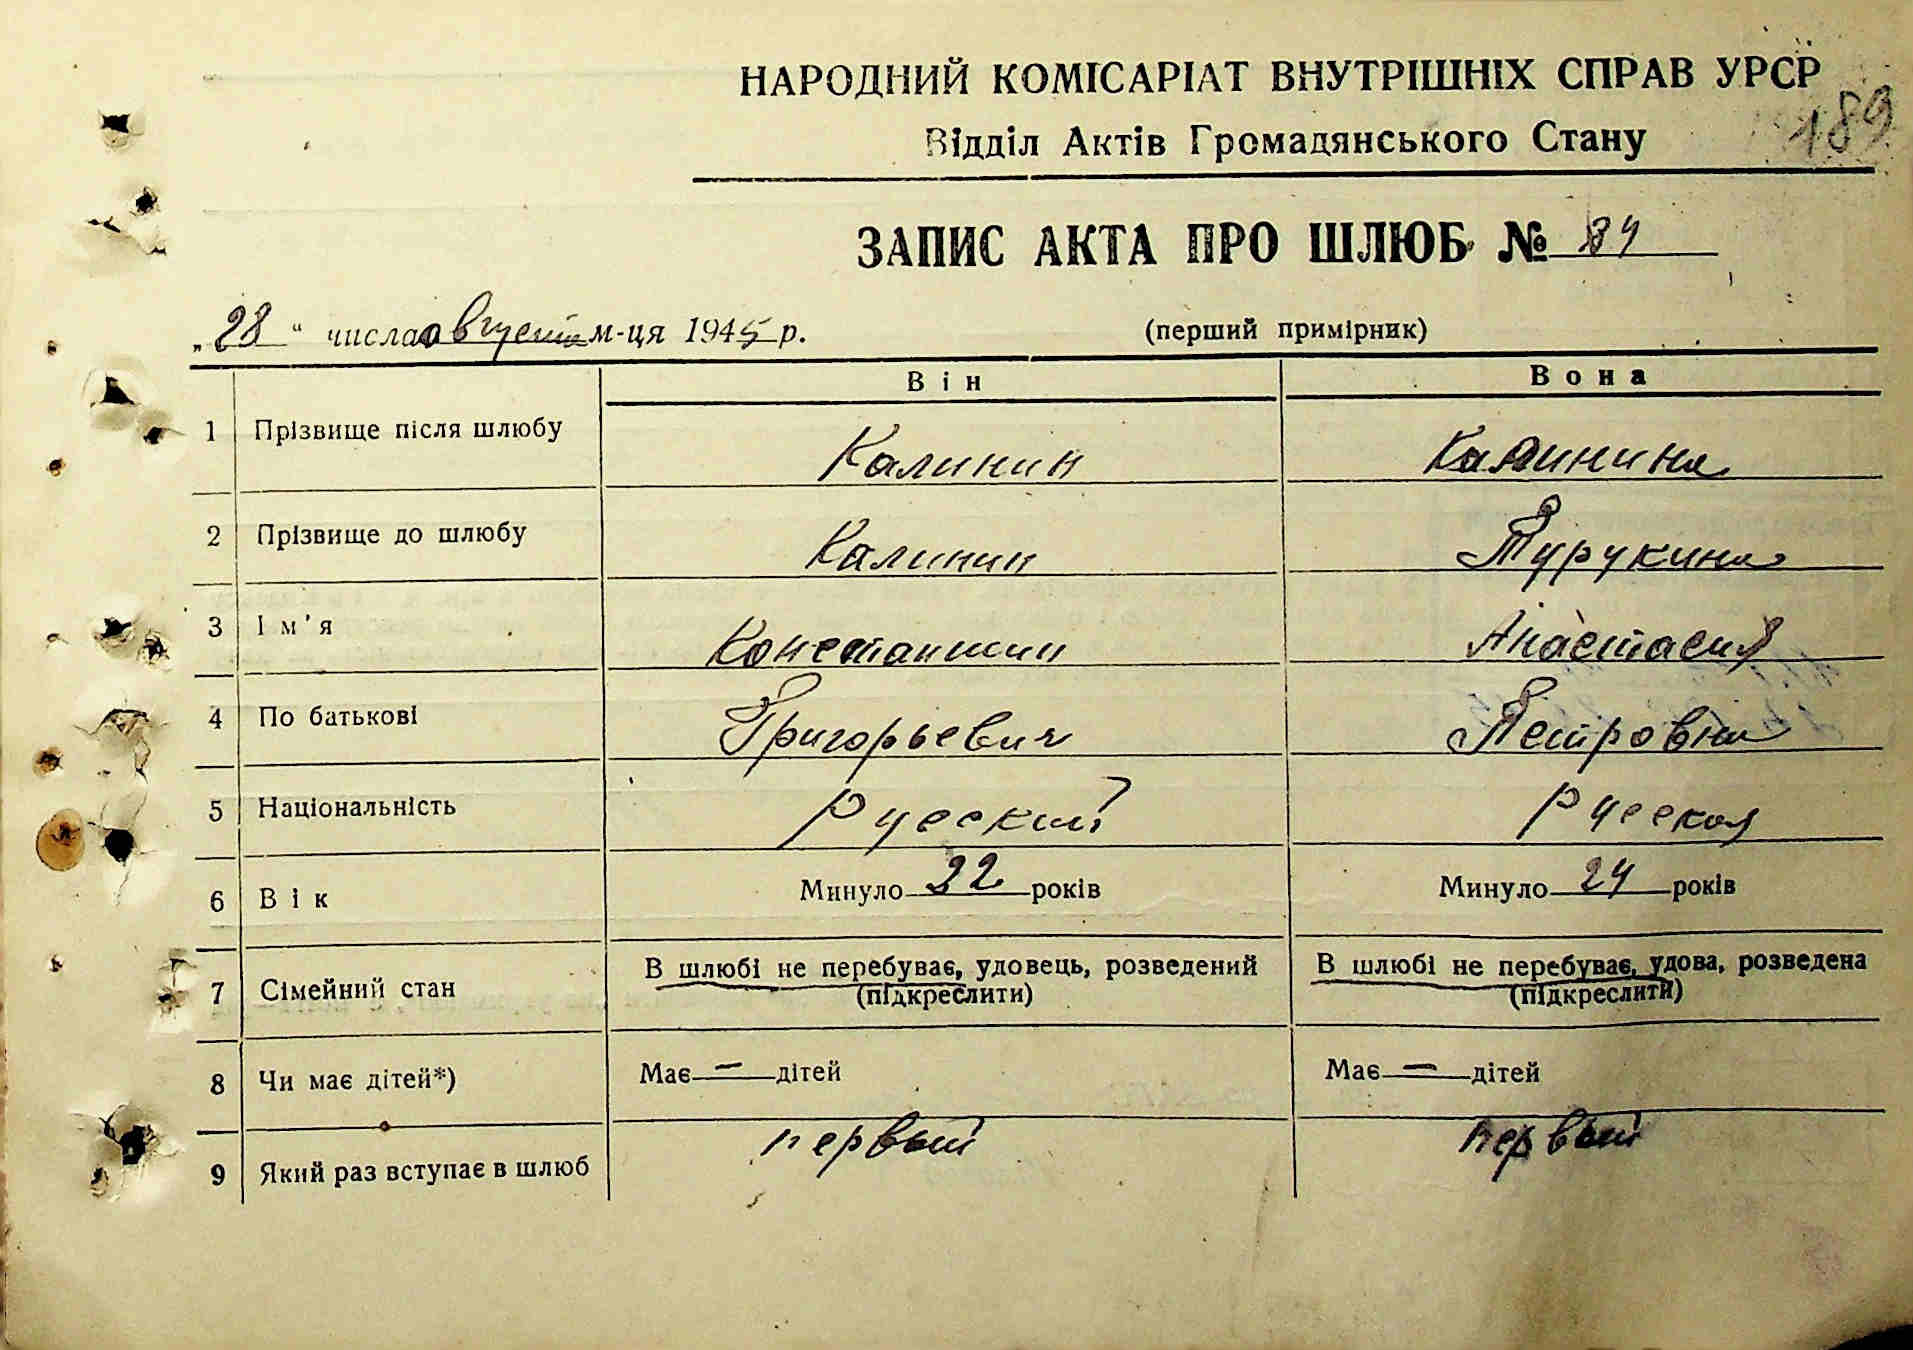 НАРОДНИЙ КОМІСАРІАТ ВНУТРІШНІХ СПРАВ УРСР
189
Відділ Актів Громадянського Стану
ЗАПИС АКТА ПРО ШЛЮБ № 84
„28“ числа августа м-ця 1945 р. (перший примірник)
Він Вона
1 Прізвище після шлюбу Калинин Калинина
2 Прізвище до шлюбу Калинин Турукина
3 Ім'я Константин Анастасия
4 По батькові Григорьевич Петровна
5 Національність Русский Русская
6 Вік Минуло 22 років Минуло 24 років
7 Сімейний стан В шлюбі не перебуває, удовець, розведений В шлюбі не перебуває, удова, розведена
(підкреслити) (підкреслити)
8 Чи має дітей*) Має — дітей Має — дітей
9 Який раз вступає в шлюб первый первый